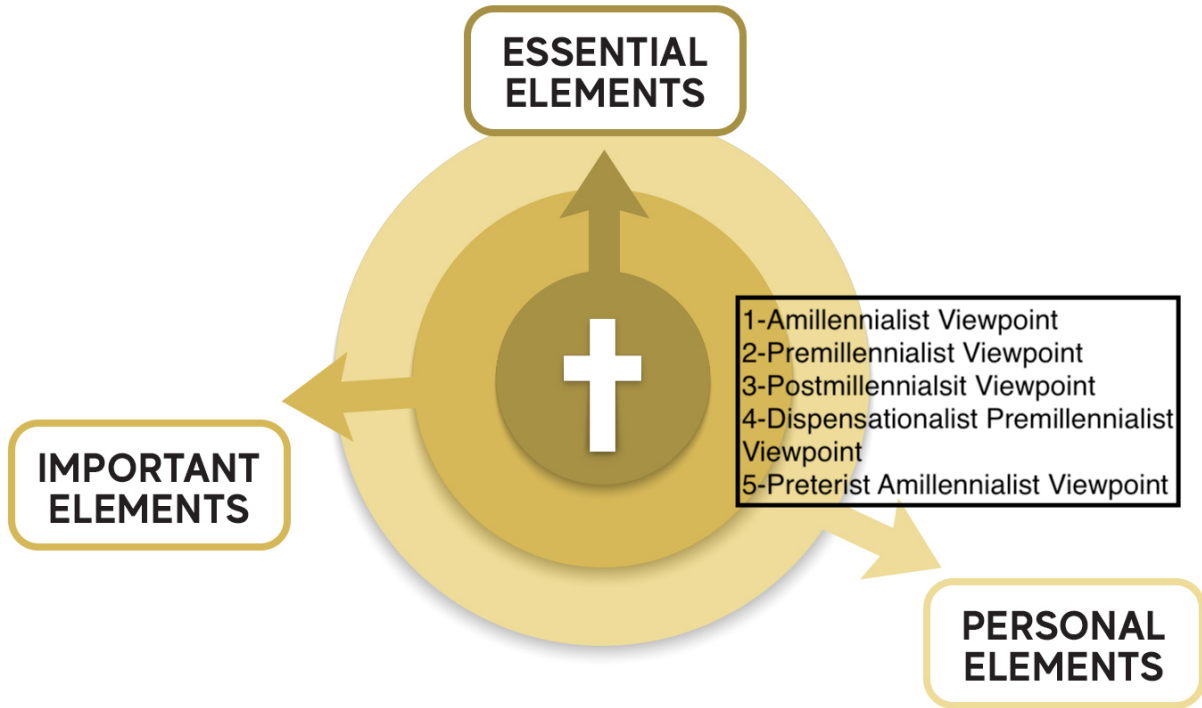 ESSENTIAL
ELEMENTS
1-Amillennialist Viewpoint
2-Premillennialist Viewpoint
3-Postmillennialsit Viewpoint
4-Dispensationalist Premillennialist
Viewpoint
5-Preterist Amillennialist Viewpoint
IMPORTANT
ELEMENTS
PERSONAL
ELEMENTS